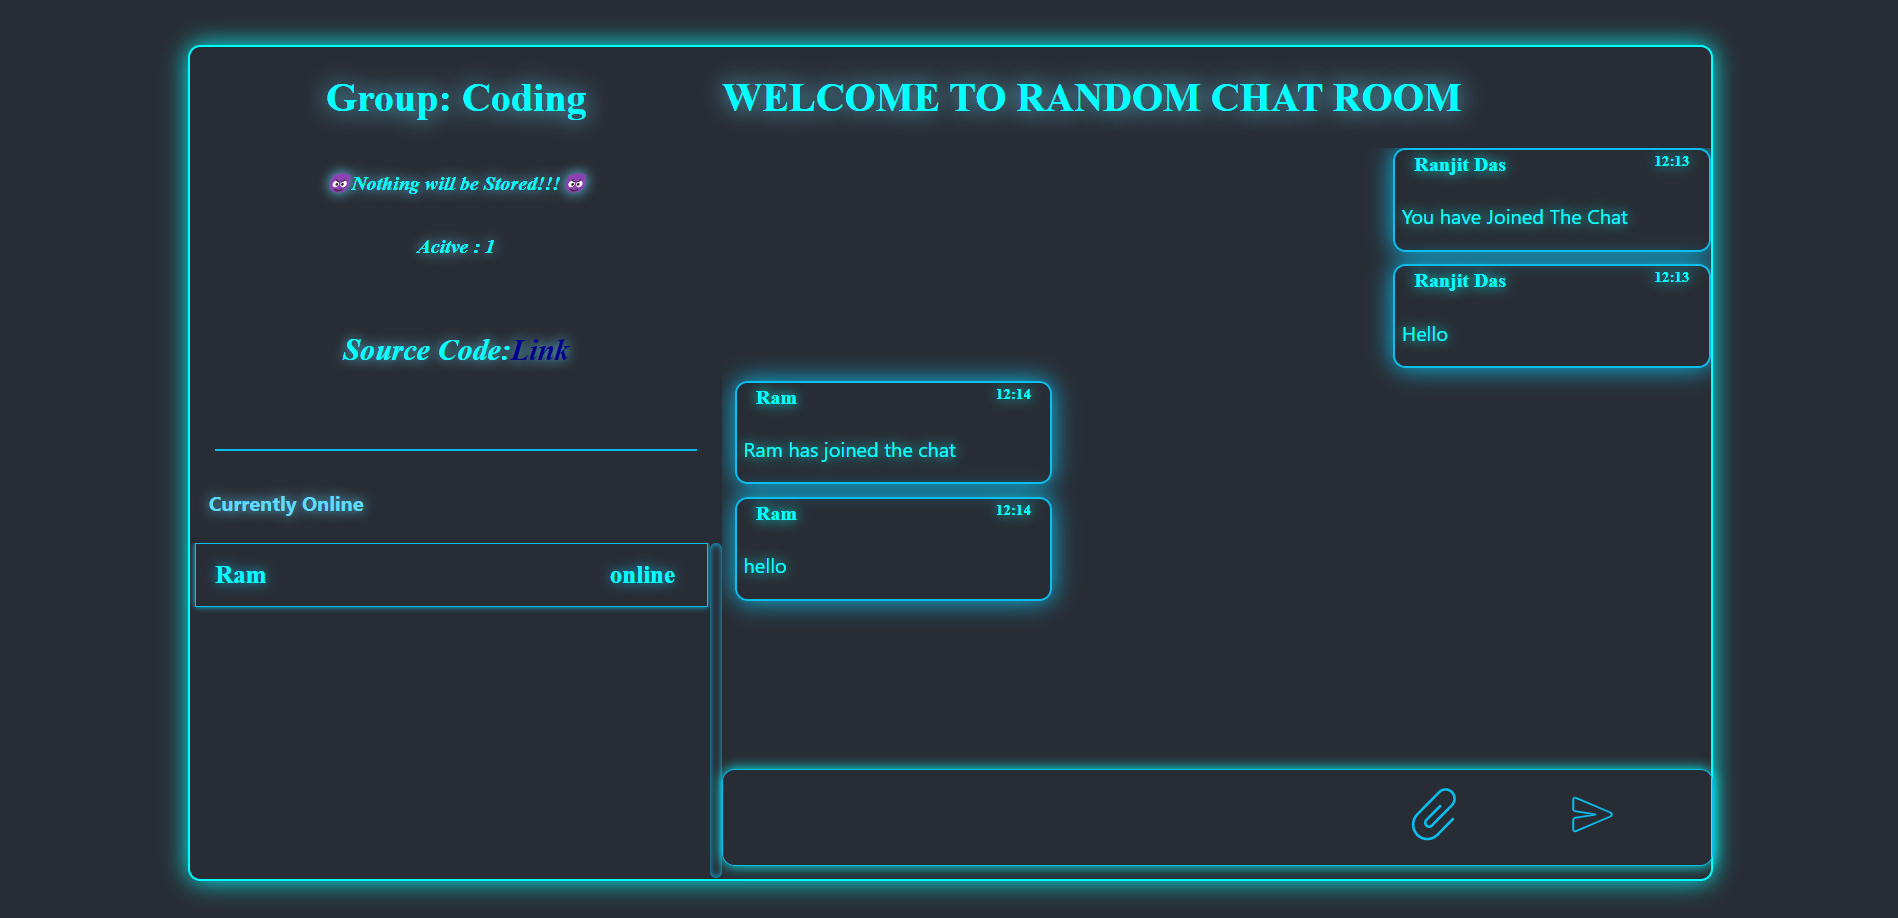 Group: Coding
😈Nothing will be Stored!!!😈
Acitve : 1
Source Code:Link
Currently Online
Ram online
WELCOME TO RANDOM CHAT ROOM
Ranjit Das 12:13
You have Joined The Chat
Ranjit Das 12:13
Hello
Ram 12:14
Ram has joined the chat
Ram 12:14
hello